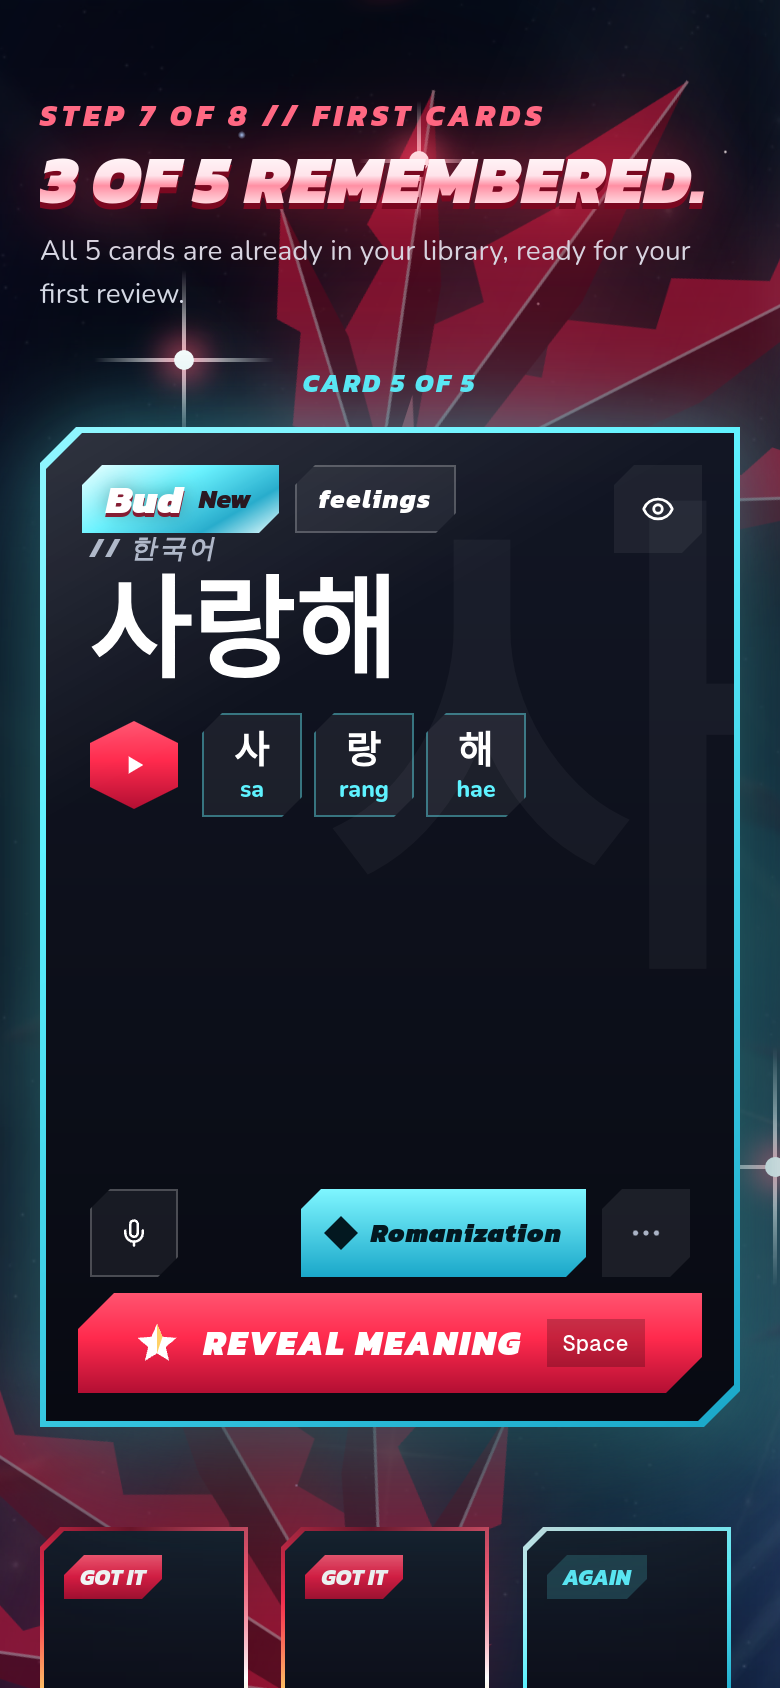 STEP 7 OF 8 // FIRST CARDS
3 OF 5 REMEMBERED.
All 5 cards are already in your library, ready for your
first review.
CARD 5 OF 5
Bud New feelings
// 한국어
사랑해
사 랑 해
sa rang hae
Romanization
REVEAL MEANING Space
GOT IT GOT IT AGAIN